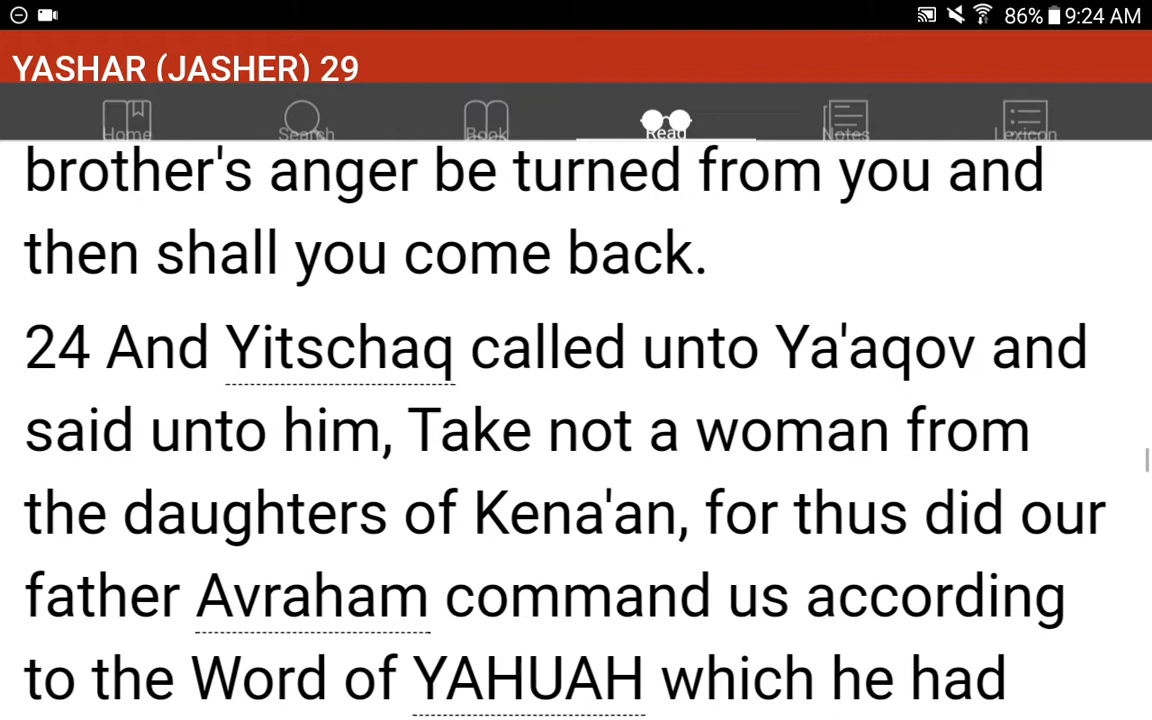 86% 9:24 AM
YASHAR (JASHER) 29
Home Search Book Read Notes Lexicon
brother's anger be turned from you and
then shall you come back.
24 And Yitschaq called unto Ya'aqov and
said unto him, Take not a woman from
the daughters of Kena'an, for thus did our
father Avraham command us according
to the Word of YAHUAH which he had